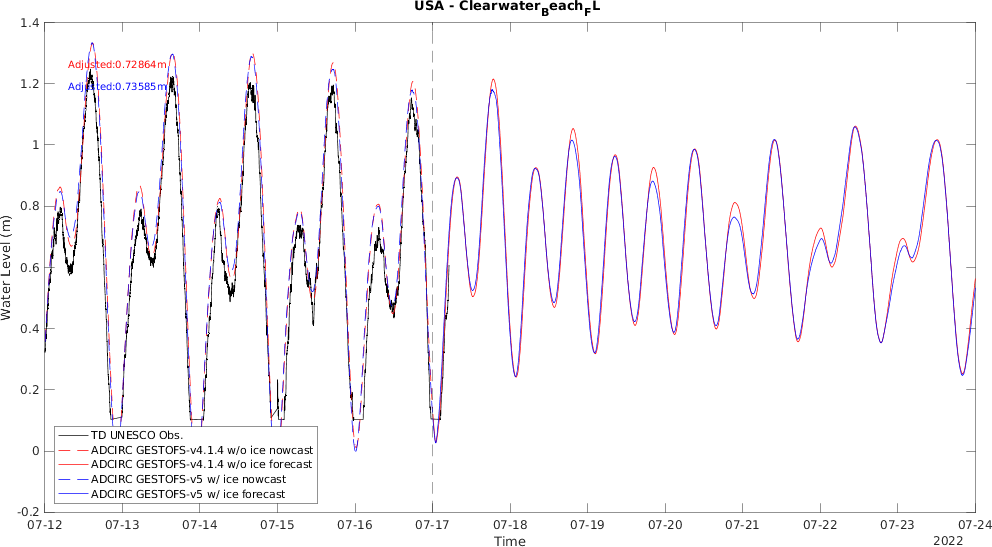 USA - Clearwater_Beach_FL
1.4
1.2
1
0.8
0.6
0.4
0.2
0
-0.2
Water Level (m)
Adjusted:0.72864m
Adjusted:0.73585m
TD UNESCO Obs.
ADCIRC GESTOFS-v4.1.4 w/o ice nowcast
ADCIRC GESTOFS-v4.1.4 w/o ice forecast
ADCIRC GESTOFS-v5 w/ ice nowcast
ADCIRC GESTOFS-v5 w/ ice forecast
07-12 07-13 07-14 07-15 07-16 07-17 07-18 07-19 07-20 07-21 07-22 07-23 07-24
Time
2022